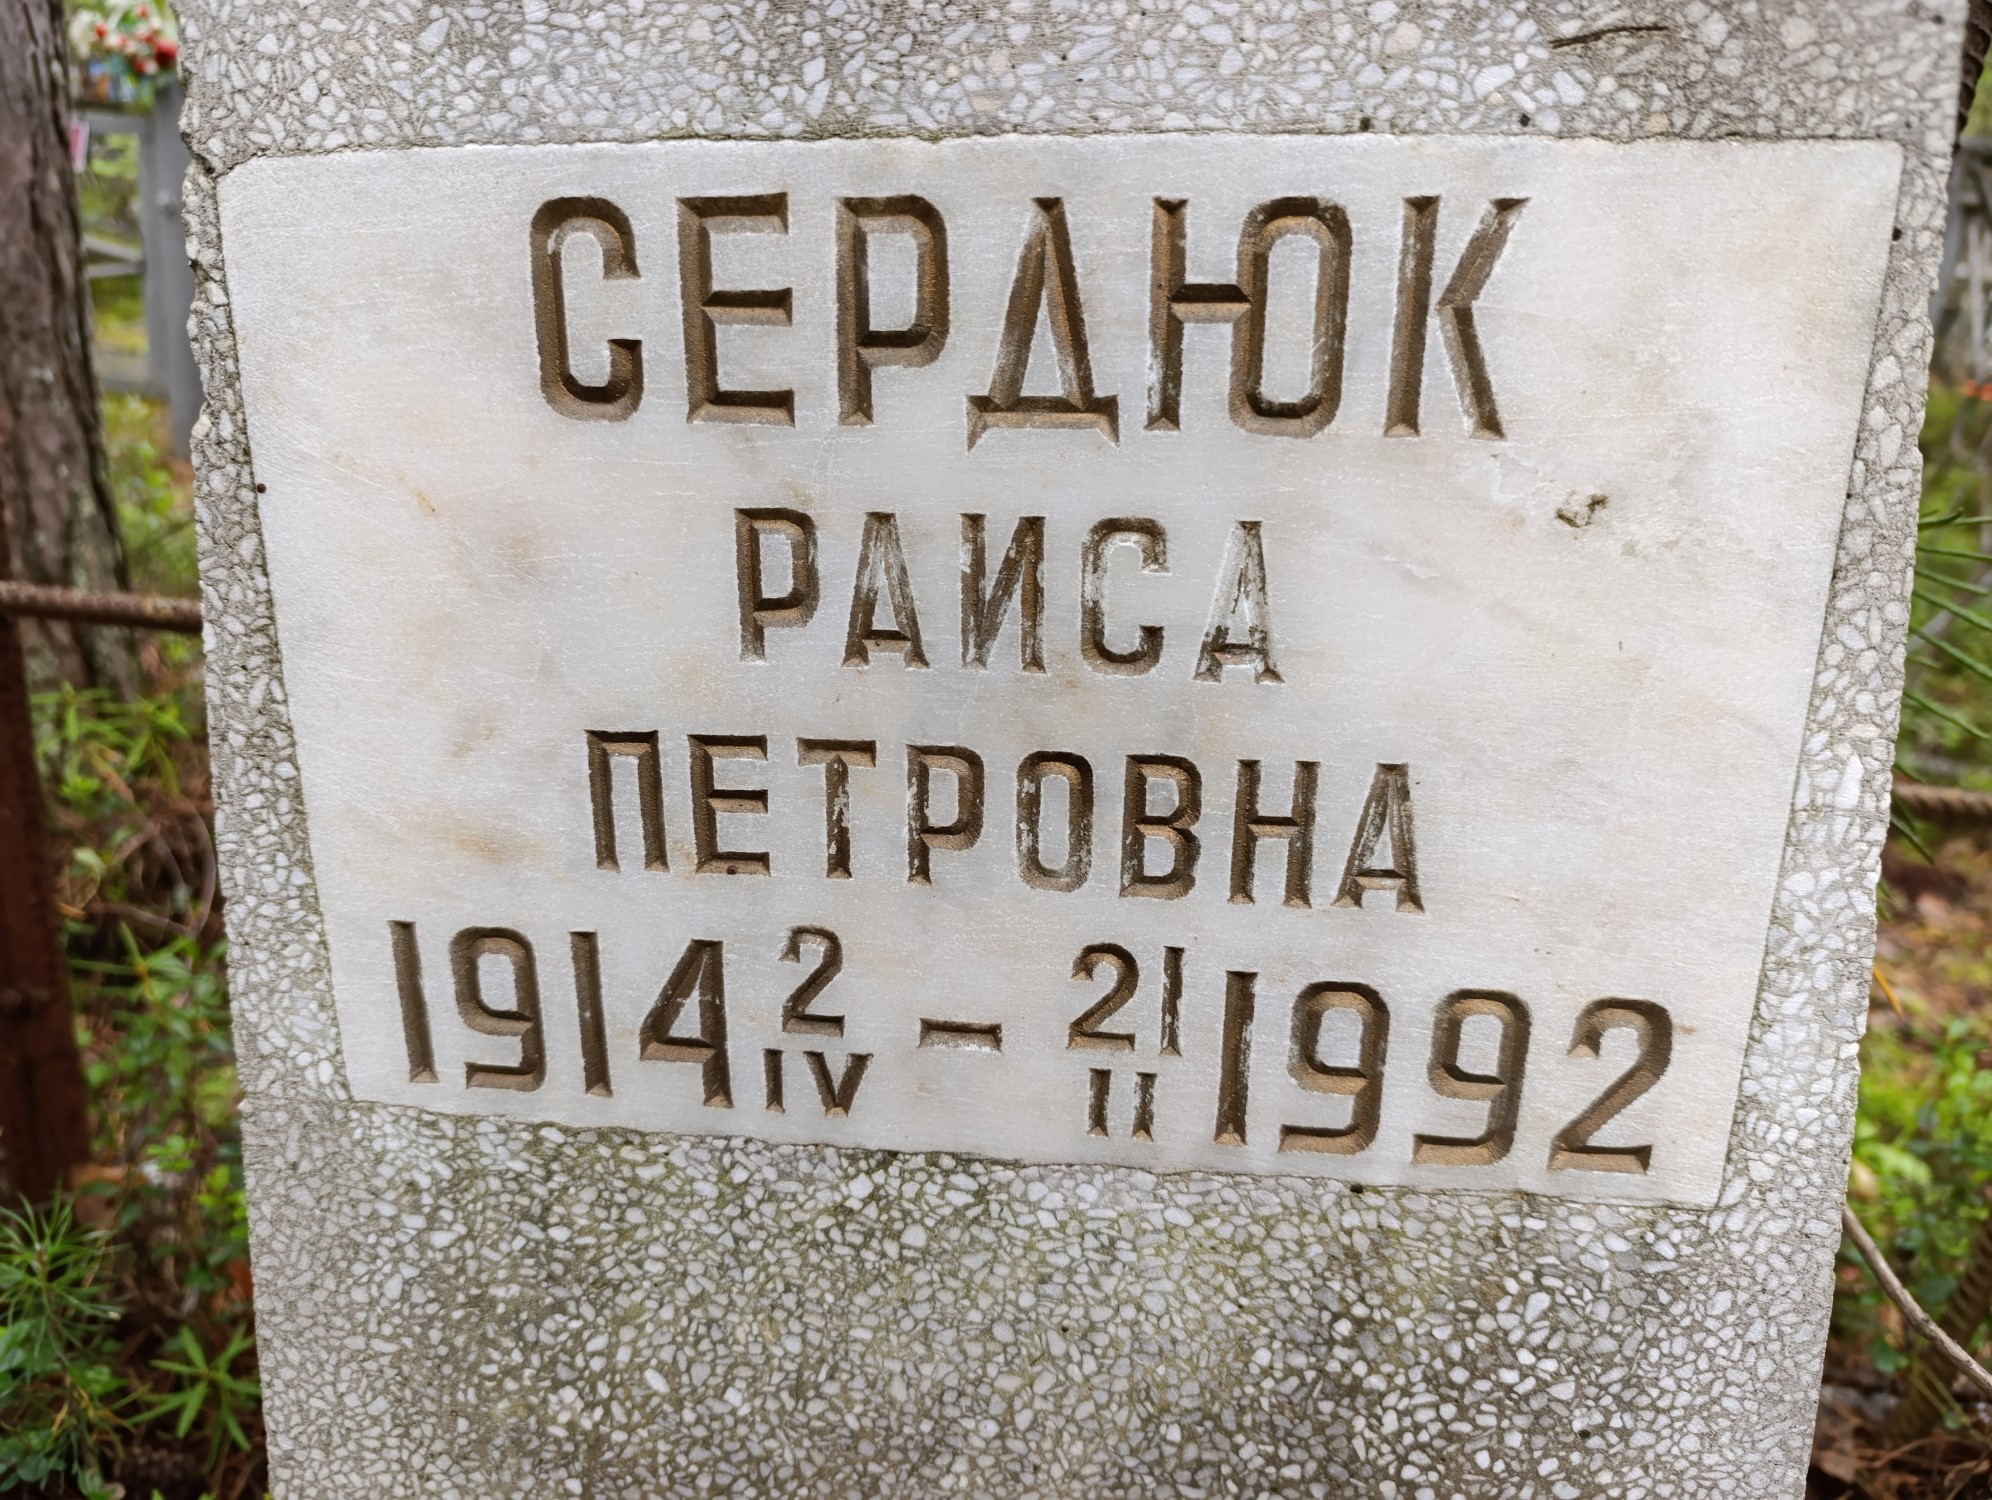 СЕРДЮК
РАИСА
ПЕТРОВНА
1914 2/IV – 21/II 1992